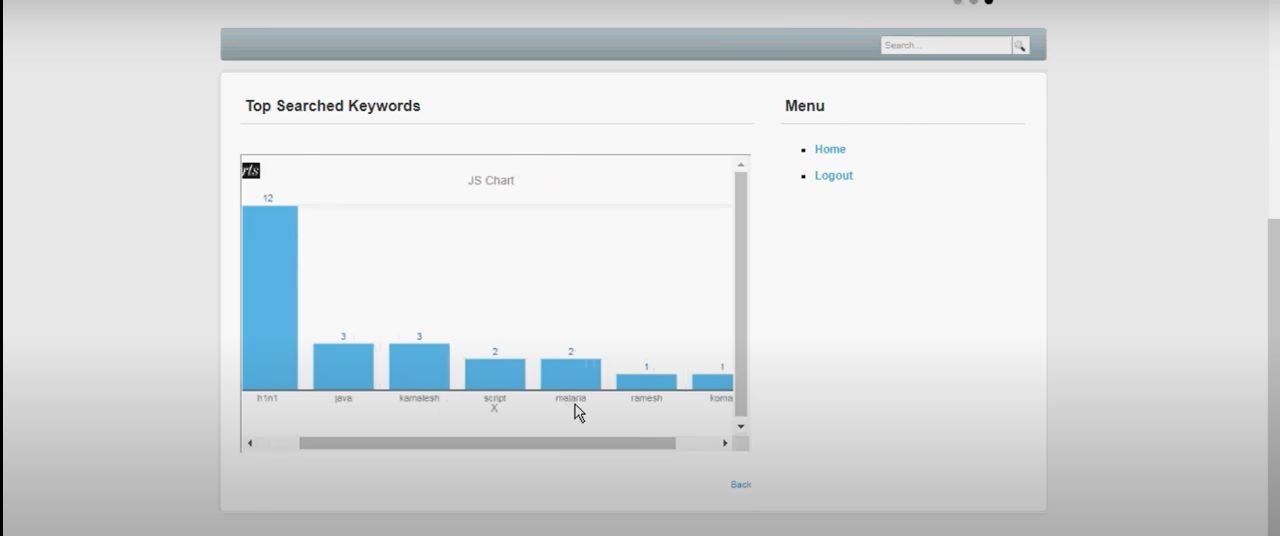 Search...
Top Searched Keywords
Menu
Home
Logout
rts
JS Chart
12
3
3
2
2
1
1
h1n1
java
kamalesh
script
malaria
ramesh
koma
X
Back